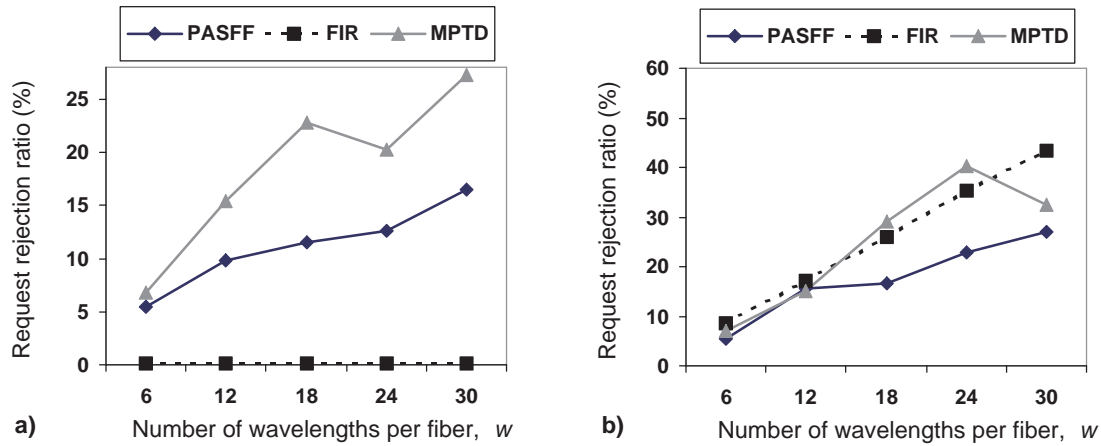 PASFF FIR MPTD
Request rejection ratio (%)
25
20
15
10
5
0
6 12 18 24 30
a) Number of wavelengths per fiber, w
PASFF FIR MPTD
Request rejection ratio (%)
60
50
40
30
20
10
0
6 12 18 24 30
b) Number of wavelengths per fiber, w